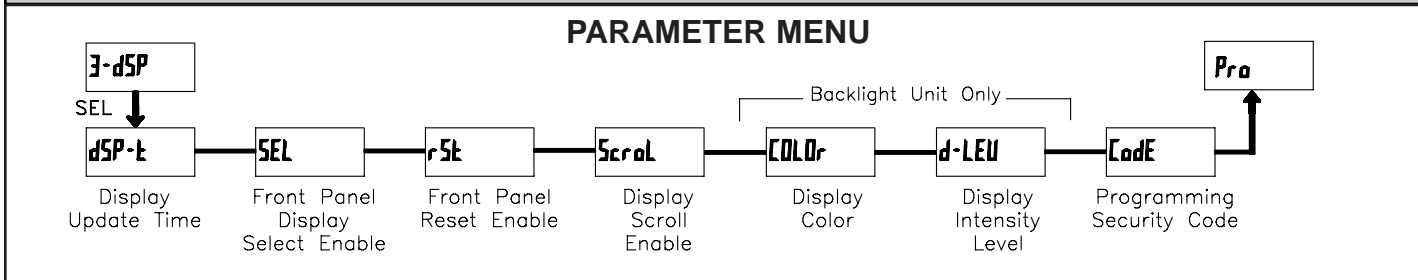 PARAMETER MENU
3-dSP
Pro
SEL
Backlight Unit Only
dSP-t
SEL
rSt
ScroL
COLOr
d-LEV
CodE
Display
Update Time
Front Panel
Display
Select Enable
Front Panel
Reset Enable
Display
Scroll
Enable
Display
Color
Display
Intensity
Level
Programming
Security Code